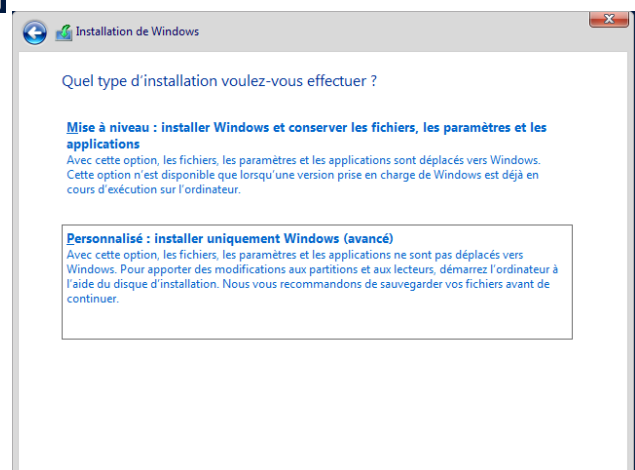 Installation de Windows
Quel type d'installation voulez-vous effectuer ?
Mise à niveau : installer Windows et conserver les fichiers, les paramètres et les
applications
Avec cette option, les fichiers, les paramètres et les applications sont déplacés vers Windows.
Cette option n'est disponible que lorsqu'une version prise en charge de Windows est déjà en
cours d'exécution sur l'ordinateur.
Personnalisé : installer uniquement Windows (avancé)
Avec cette option, les fichiers, les paramètres et les applications ne sont pas déplacés vers
Windows. Pour apporter des modifications aux partitions et aux lecteurs, démarrez l'ordinateur à
l'aide du disque d'installation. Nous vous recommandons de sauvegarder vos fichiers avant de
continuer.